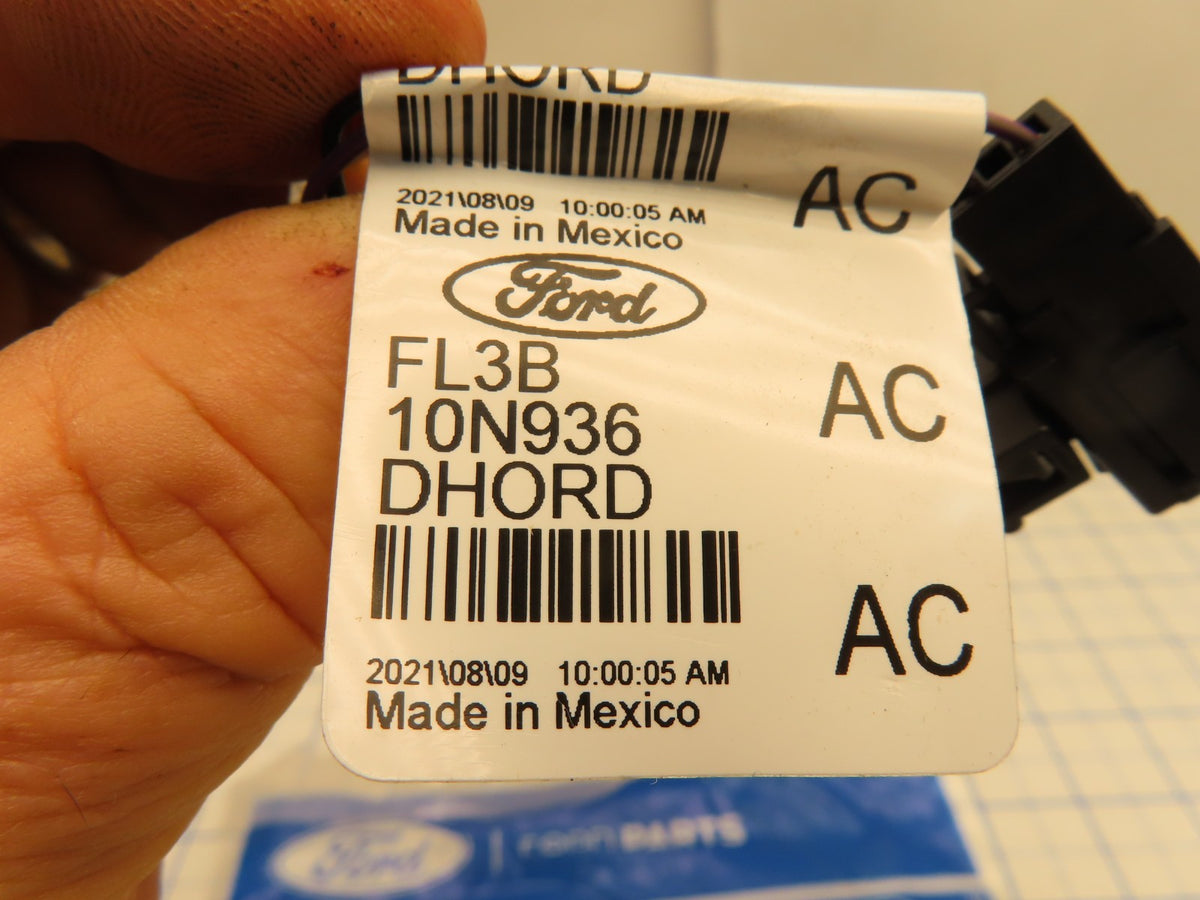 DHORD
2021\08\09 10:00:05 AM
AC
Made in Mexico
Ford
FL3B
AC
10N936
DHORD
AC
2021\08\09 10:00:05 AM
Made in Mexico
Ford | FORD PARTS